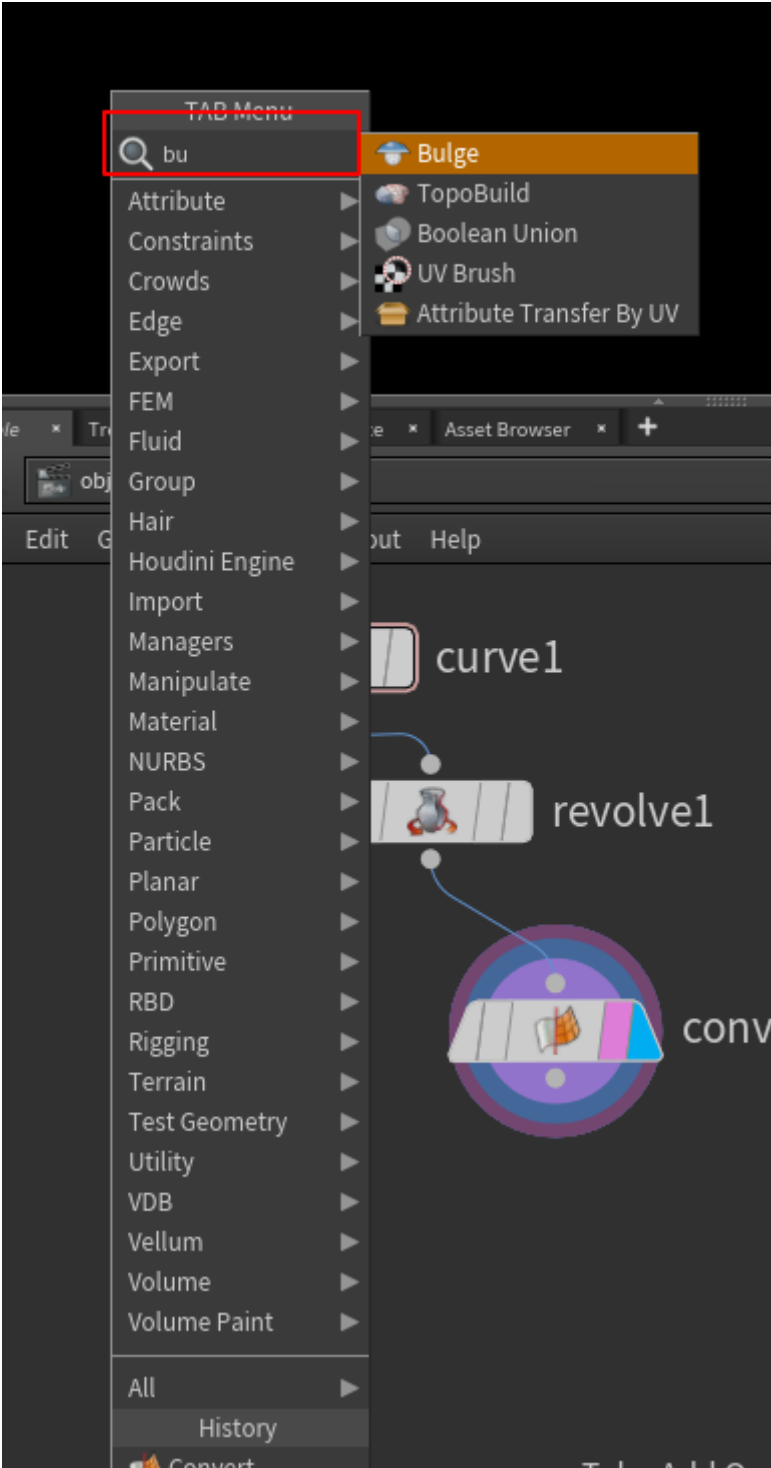 TAB Menu
bu
Bulge
TopoBuild
Boolean Union
UV Brush
Attribute Transfer By UV
Attribute
Constraints
Crowds
Edge
Export
FEM
Fluid
Group
Hair
Houdini Engine
Import
Managers
Manipulate
Material
NURBS
Pack
Particle
Planar
Polygon
Primitive
RBD
Rigging
Terrain
Test Geometry
Utility
VDB
Vellum
Volume
Volume Paint
All
History
Convert
Asset Browser
obj
Edit
Help
curve1
revolve1
conv